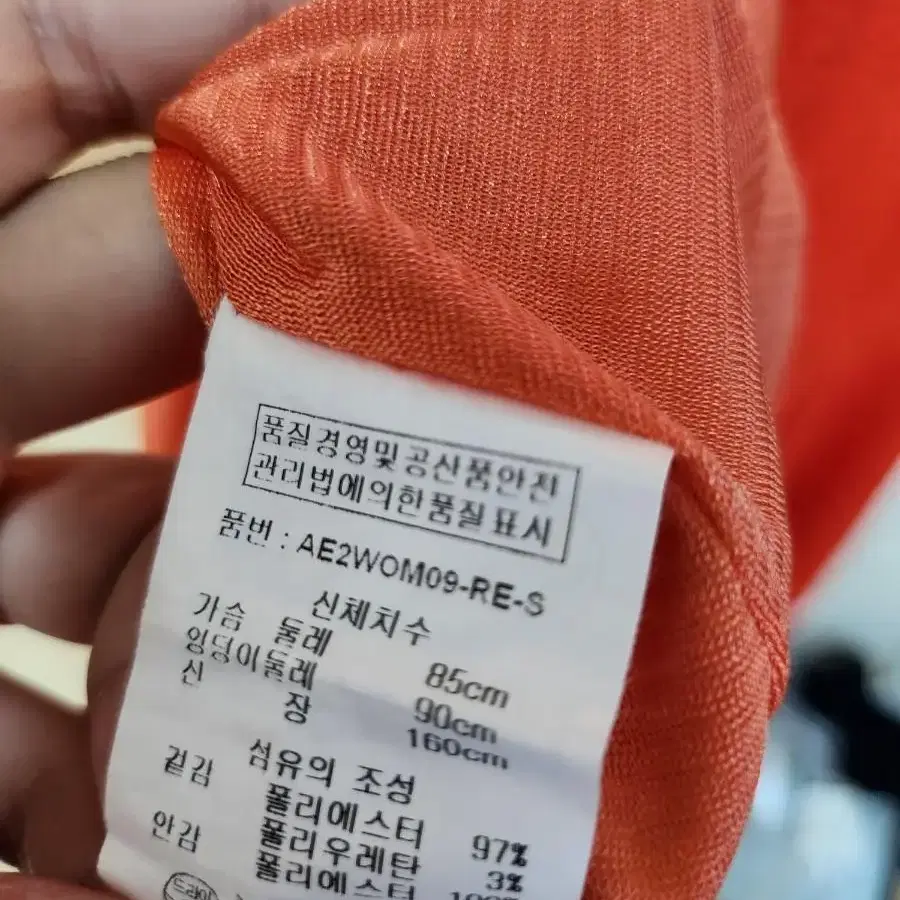 품질경영및공산품안전
관리법에의한품질표시
품번 : AE2WOM09-RE-S
신체치수
가슴 둘레 85cm
엉덩이둘레 90cm
신 장 160cm
섬유의 조성
겉감 폴리에스터 97%
폴리우레탄 3%
안감 폴리에스터
드라이